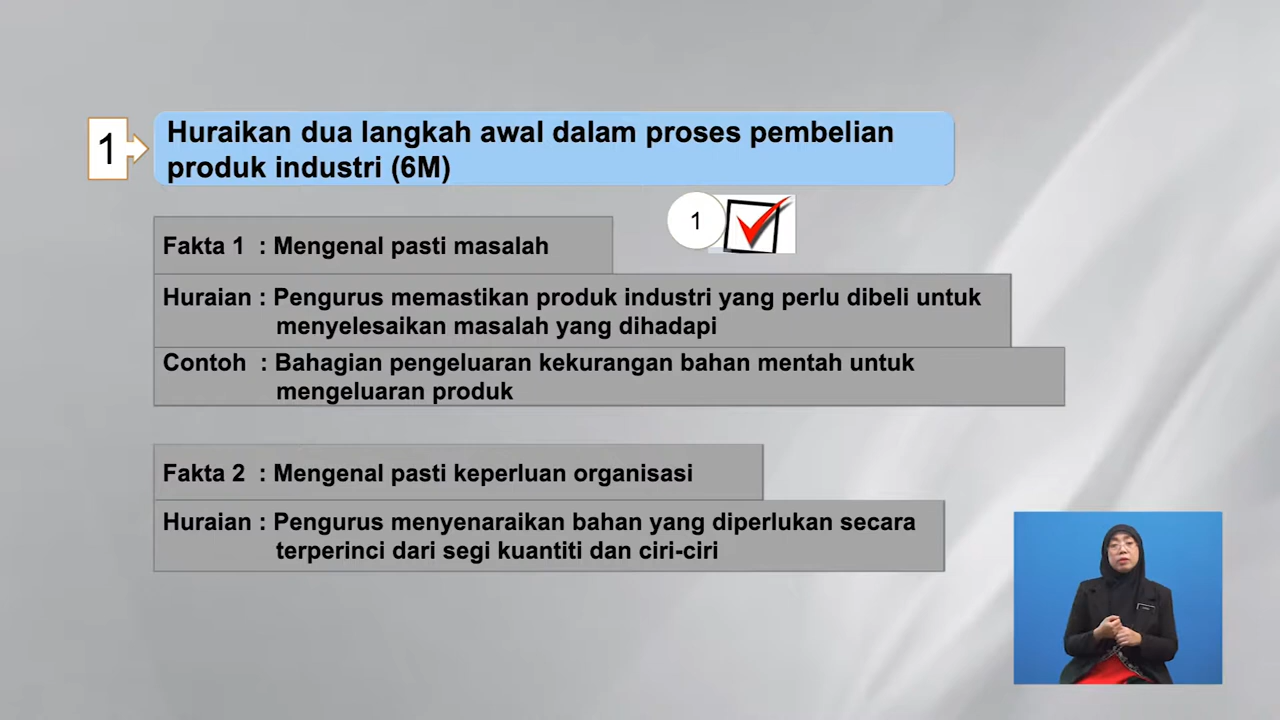 1
Huraikan dua langkah awal dalam proses pembelian
produk industri (6M)
1
Fakta 1 : Mengenal pasti masalah
Huraian : Pengurus memastikan produk industri yang perlu dibeli untuk
menyelesaikan masalah yang dihadapi
Contoh : Bahagian pengeluaran kekurangan bahan mentah untuk
mengeluaran produk
Fakta 2 : Mengenal pasti keperluan organisasi
Huraian : Pengurus menyenaraikan bahan yang diperlukan secara
terperinci dari segi kuantiti dan ciri-ciri